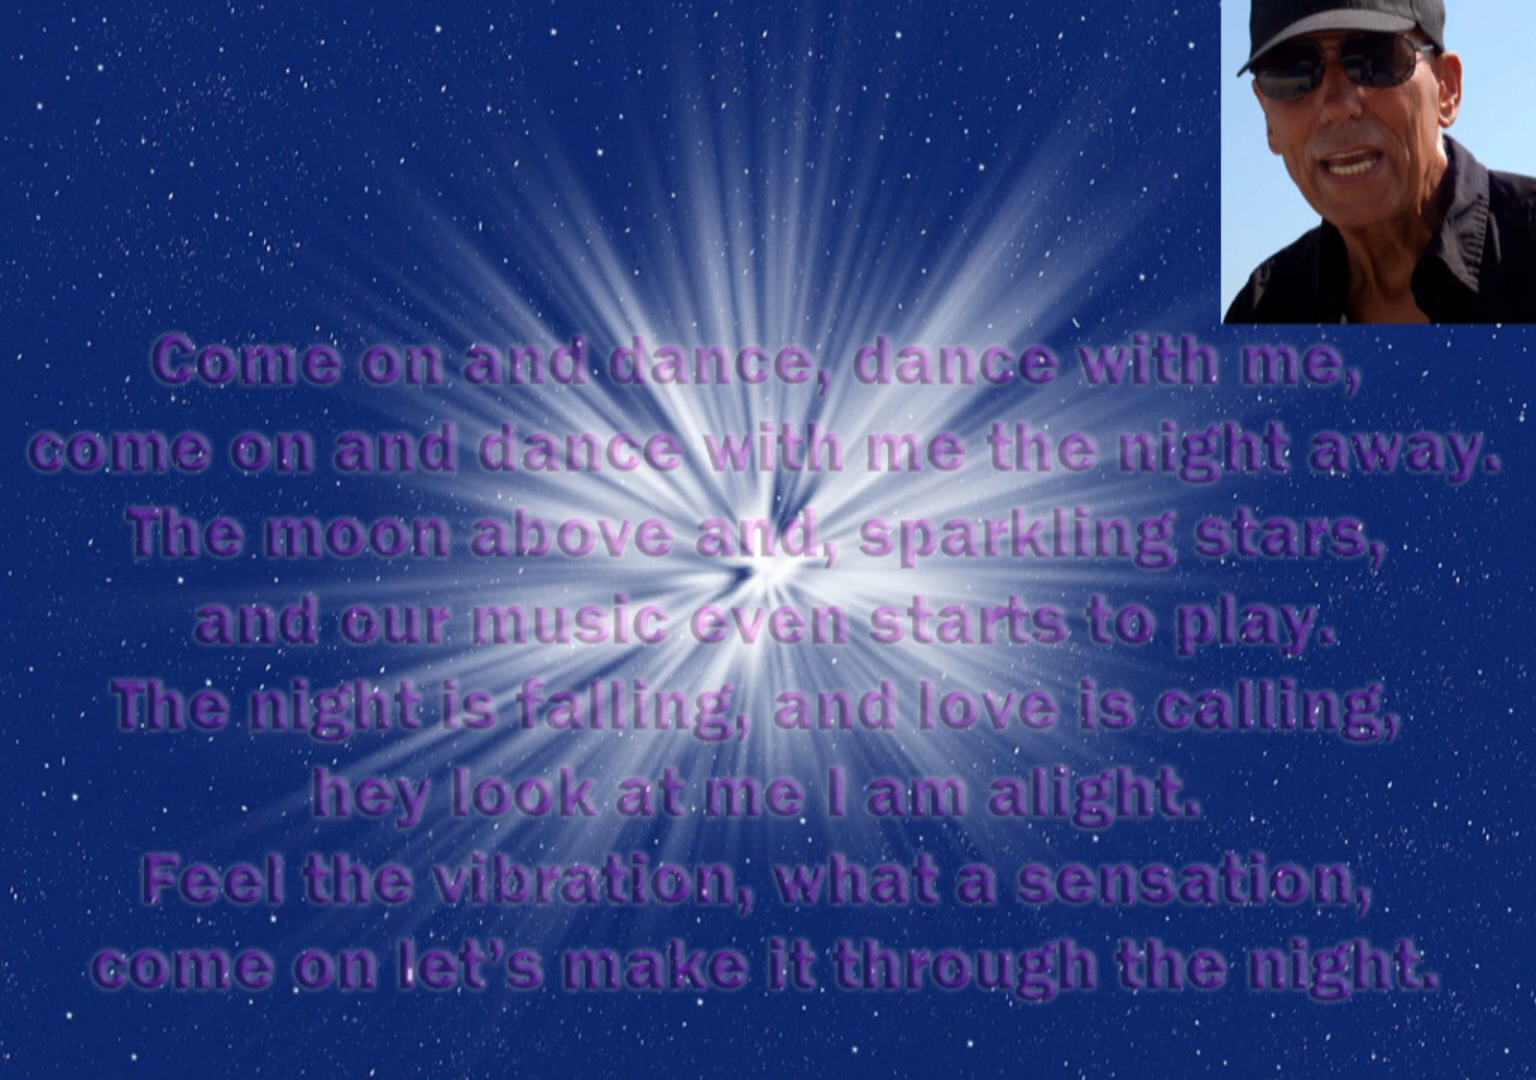 Come on and dance, dance with me,
come on and dance with me the night away.
The moon above and, sparkling stars,
and our music even starts to play.
The night is falling, and love is calling,
hey look at me I am alight.
Feel the vibration, what a sensation,
come on let’s make it through the night.